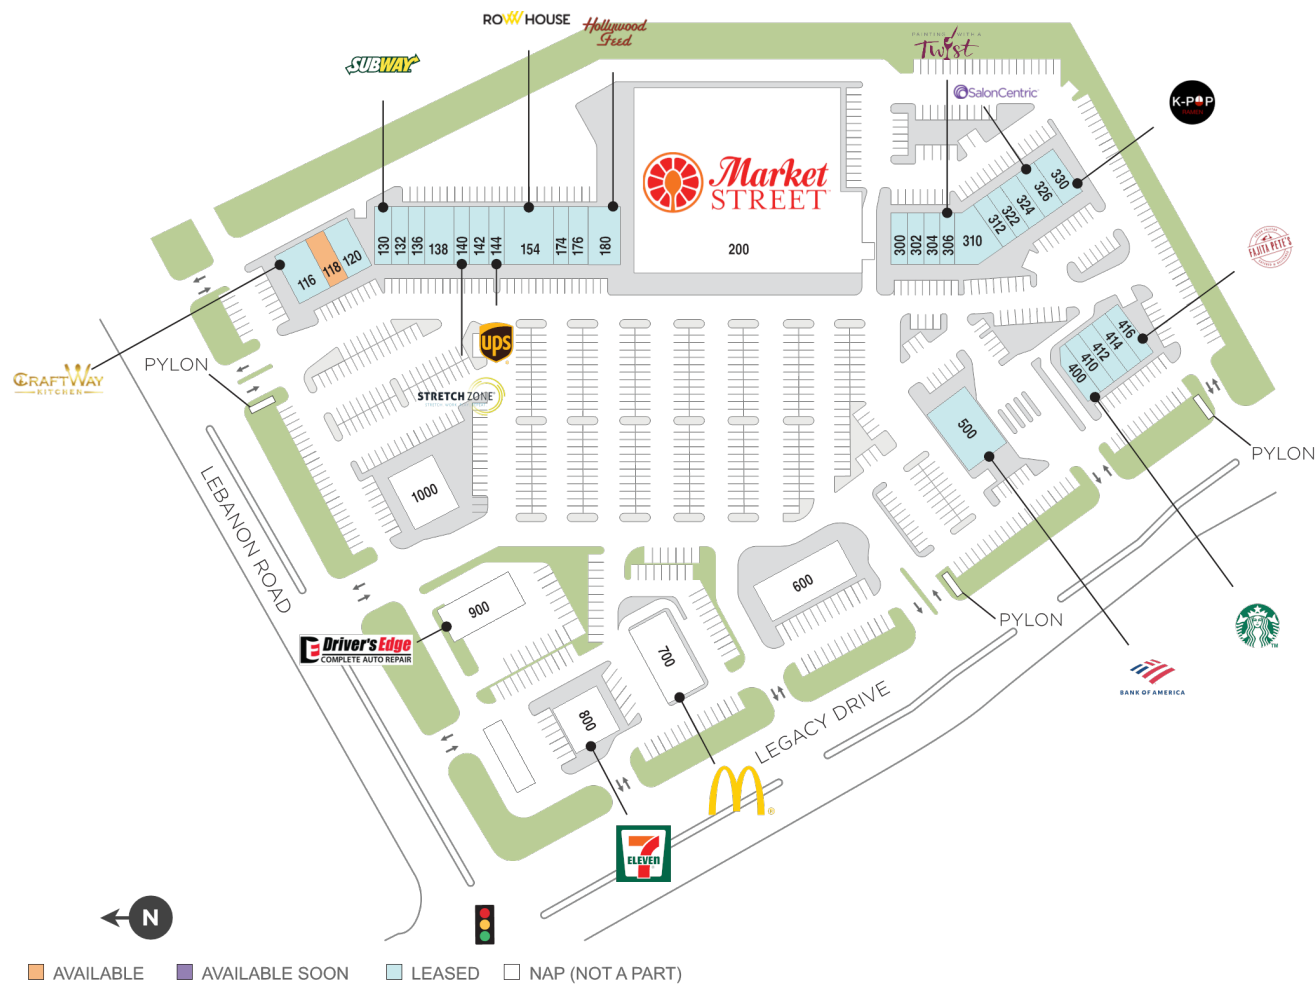 ROW HOUSE
Hollywood
Feed
PAINTING WITH A
Twist
SUBWAY
SalonCentric
K-POP
RAMEN
Market
STREET
FAJITA PETE'S
130
132
136
138
140
142
144
154
174
176
180
200
300
302
304
306
310
312
322
324
326
330
116
118
120
CRAFTWAY
KITCHEN
PYLON
ups
STRETCH ZONE
400
410
412
414
416
500
PYLON
LEBANON ROAD
1000
600
900
700
800
PYLON
Driver's Edge
COMPLETE AUTO REPAIR
BANK OF AMERICA
TM
LEGACY DRIVE
M
7
ELEVEN
N
AVAILABLE
AVAILABLE SOON
LEASED
NAP (NOT A PART)